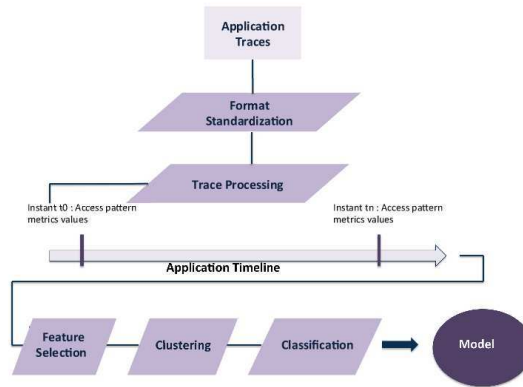 Application
Traces
Format
Standardization
Trace Processing
Instant t0 : Access pattern
metrics values
Instant tn : Access pattern
metrics values
Application Timeline
Feature
Selection
Clustering
Classification
Model